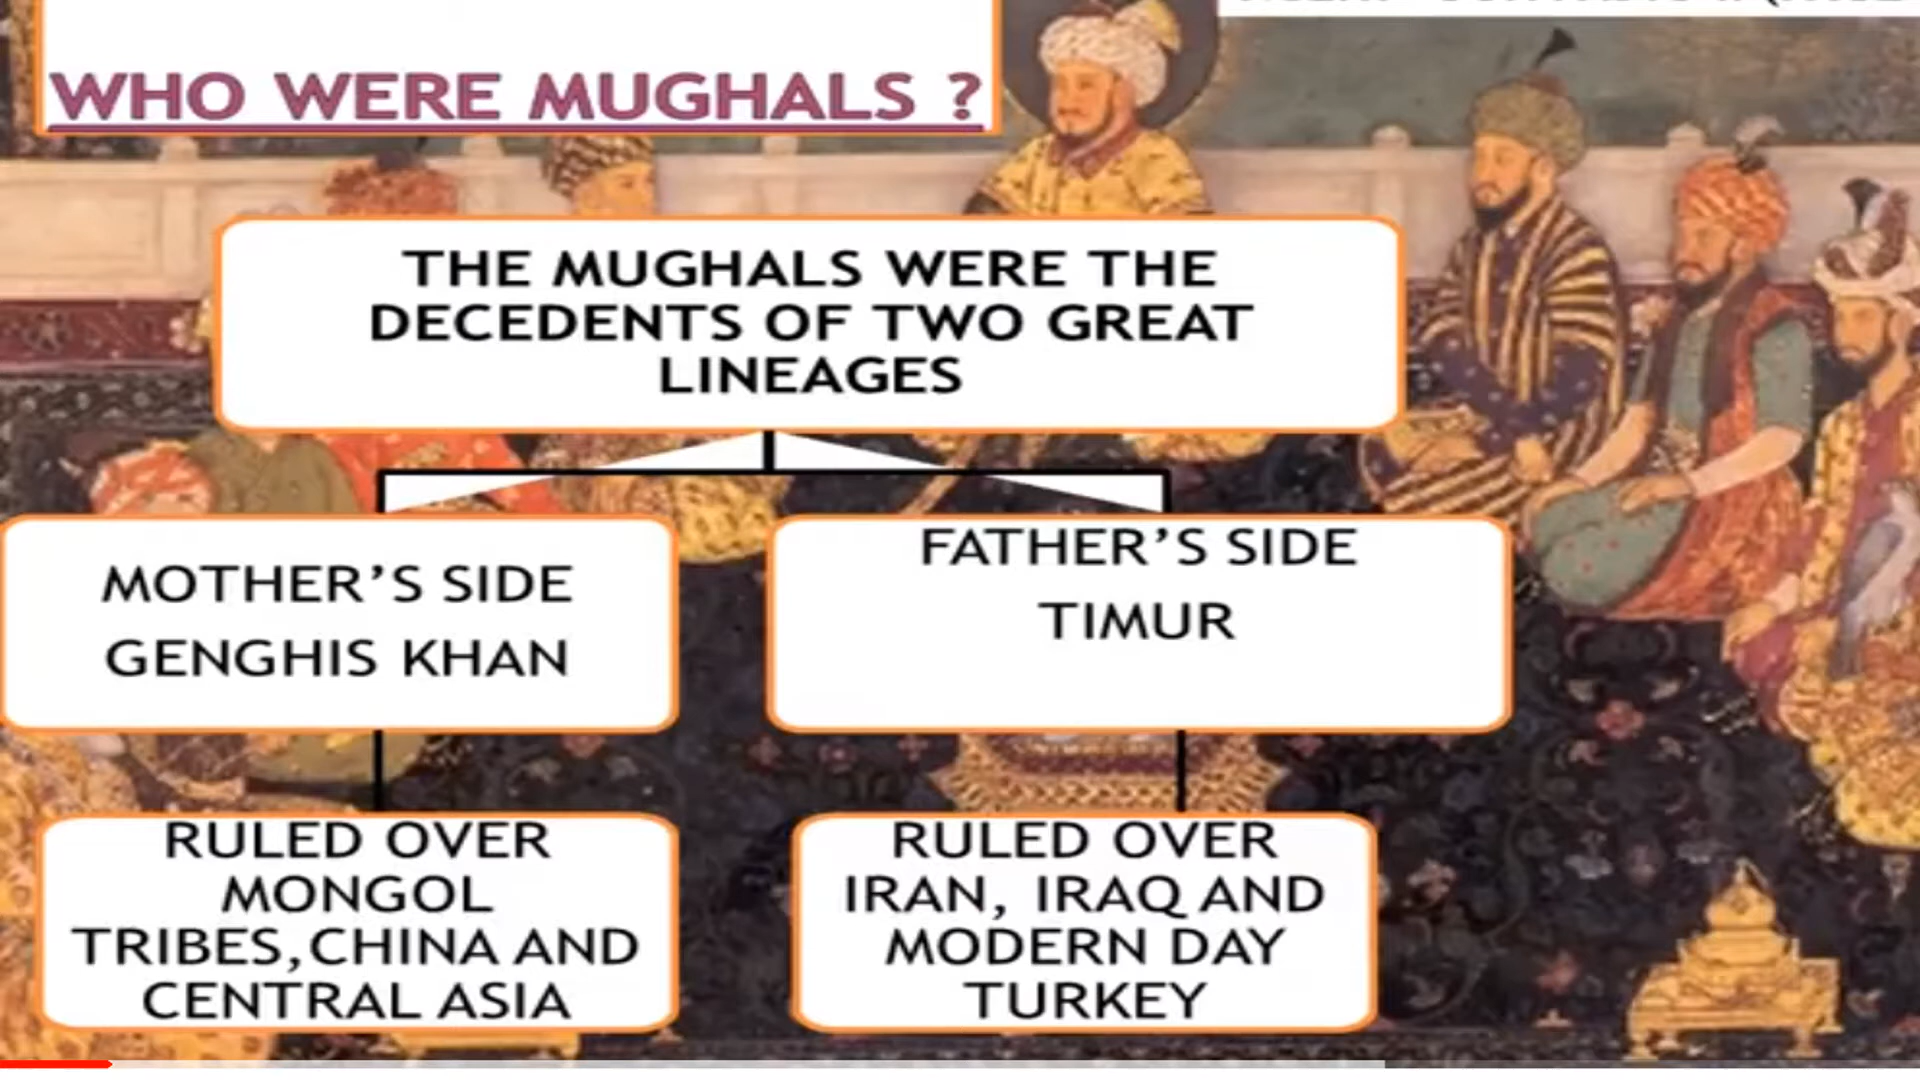 WHO WERE MUGHALS ?
THE MUGHALS WERE THE
DECEDENTS OF TWO GREAT
LINEAGES
MOTHER'S SIDE
GENGHIS KHAN
FATHER'S SIDE
TIMUR
RULED OVER
MONGOL
TRIBES,CHINA AND
CENTRAL ASIA
RULED OVER
IRAN, IRAQ AND
MODERN DAY
TURKEY